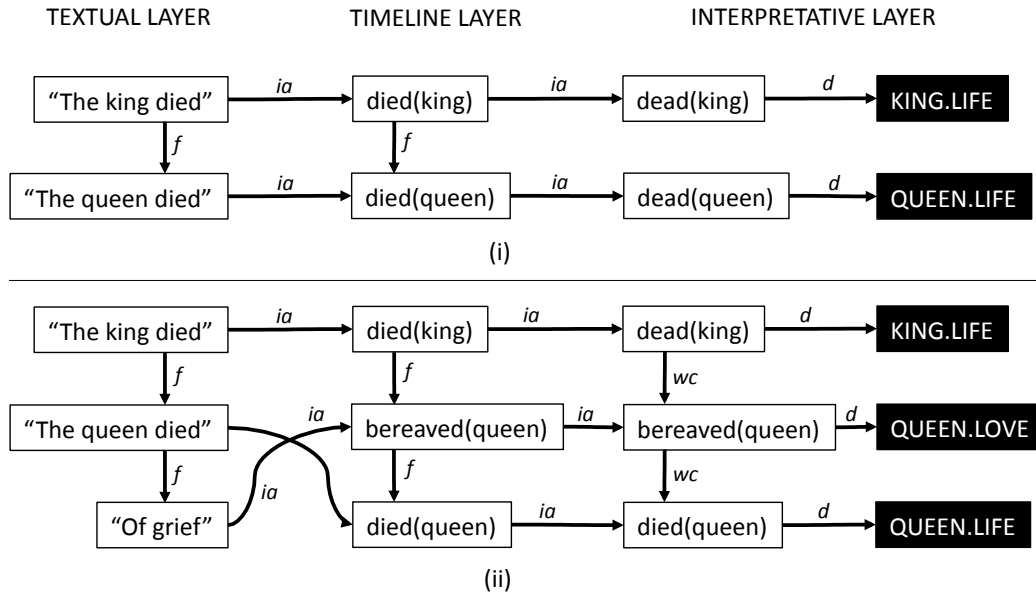 TEXTUAL LAYER TIMELINE LAYER INTERPRETATIVE LAYER
“The king died” ia died(king) ia dead(king) d KING.LIFE
f f
“The queen died” ia died(queen) ia dead(queen) d QUEEN.LIFE
(i)
“The king died” ia died(king) ia dead(king) d KING.LIFE
f f wc
“The queen died” ia bereaved(queen) ia bereaved(queen) d QUEEN.LOVE
f ia f wc
“Of grief” died(queen) ia died(queen) d QUEEN.LIFE
(ii)